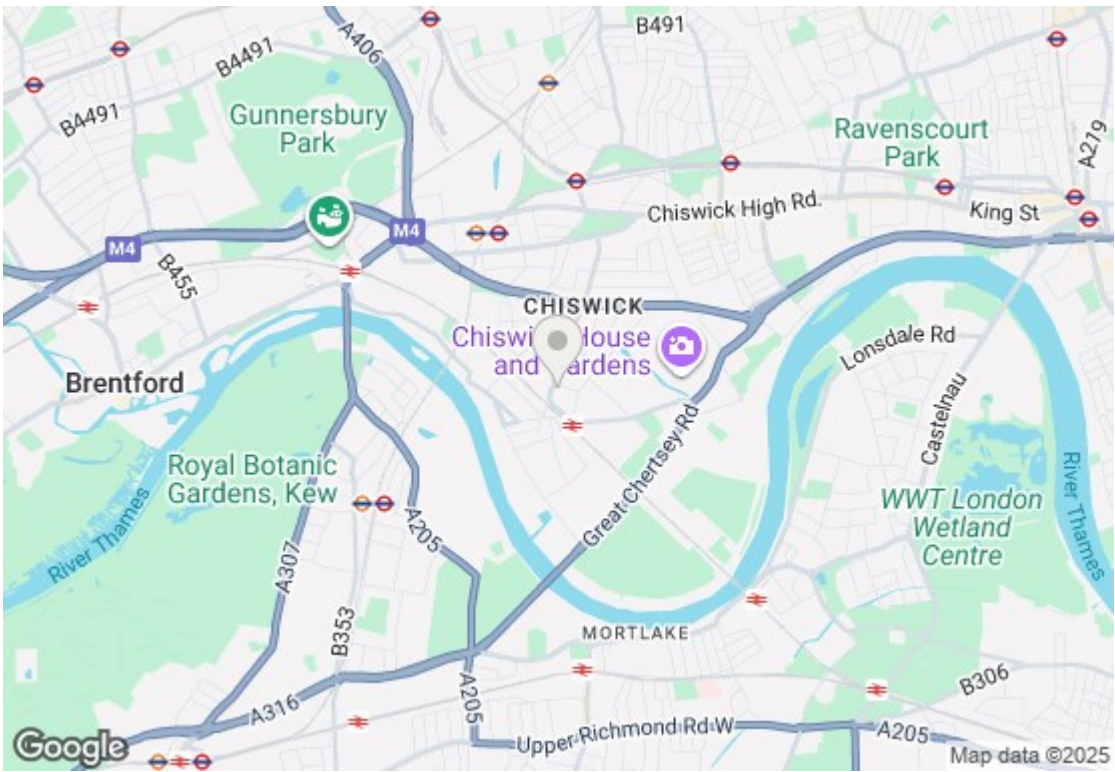 A406
B491
B4491
B491
Gunnersbury
Park
Ravenscourt
Park
A219
Chiswick High Rd.
King St
M4
M4
B455
CHISWICK
Chiswick House
and Gardens
Lonsdale Rd
Brentford
Castelnau
Great Chertsey Rd
Royal Botanic
Gardens, Kew
River Thames
WWT London
Wetland
Centre
River Thames
A205
A307
B353
MORTLAKE
A316
A205
B306
Upper Richmond Rd W
A205
Google
Map data ©2025